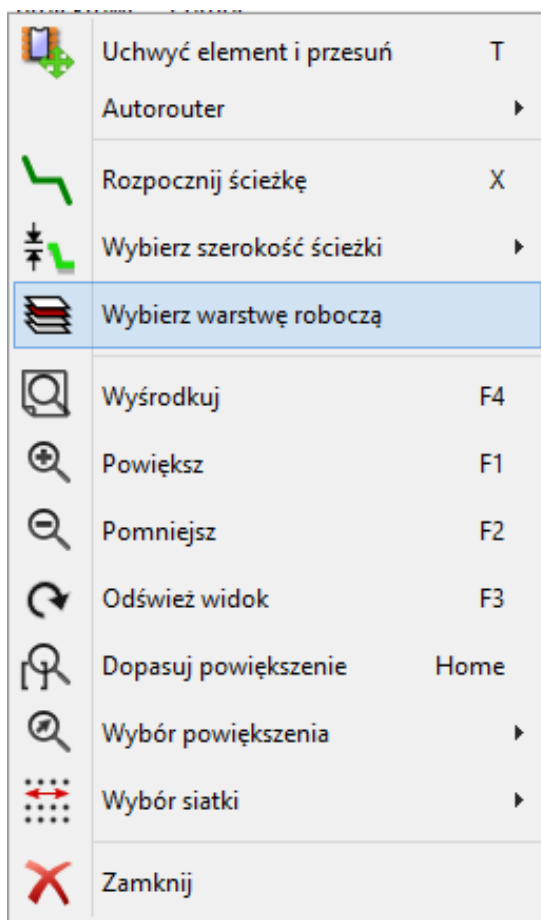 Uchwyć element i przesuń T
Autorouter
Rozpocznij ścieżkę X
Wybierz szerokość ścieżki
Wybierz warstwę roboczą
Wyśrodkuj F4
Powiększ F1
Pomniejsz F2
Odśwież widok F3
Dopasuj powiększenie Home
Wybór powiększenia
Wybór siatki
Zamknij